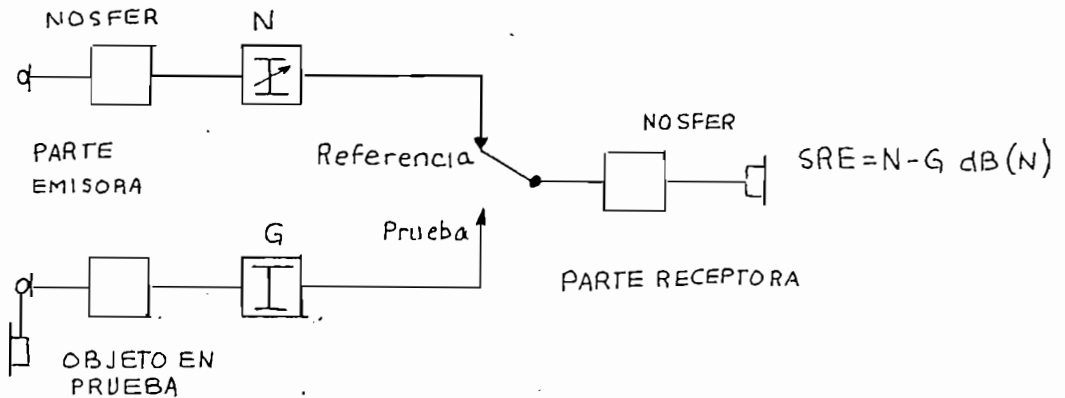 NOSFER
N
PARTE
EMISORA
Referencia
NOSFER
SRE = N - G dB (N)
G
Prueba
PARTE RECEPTORA
OBJETO EN
PRUEBA